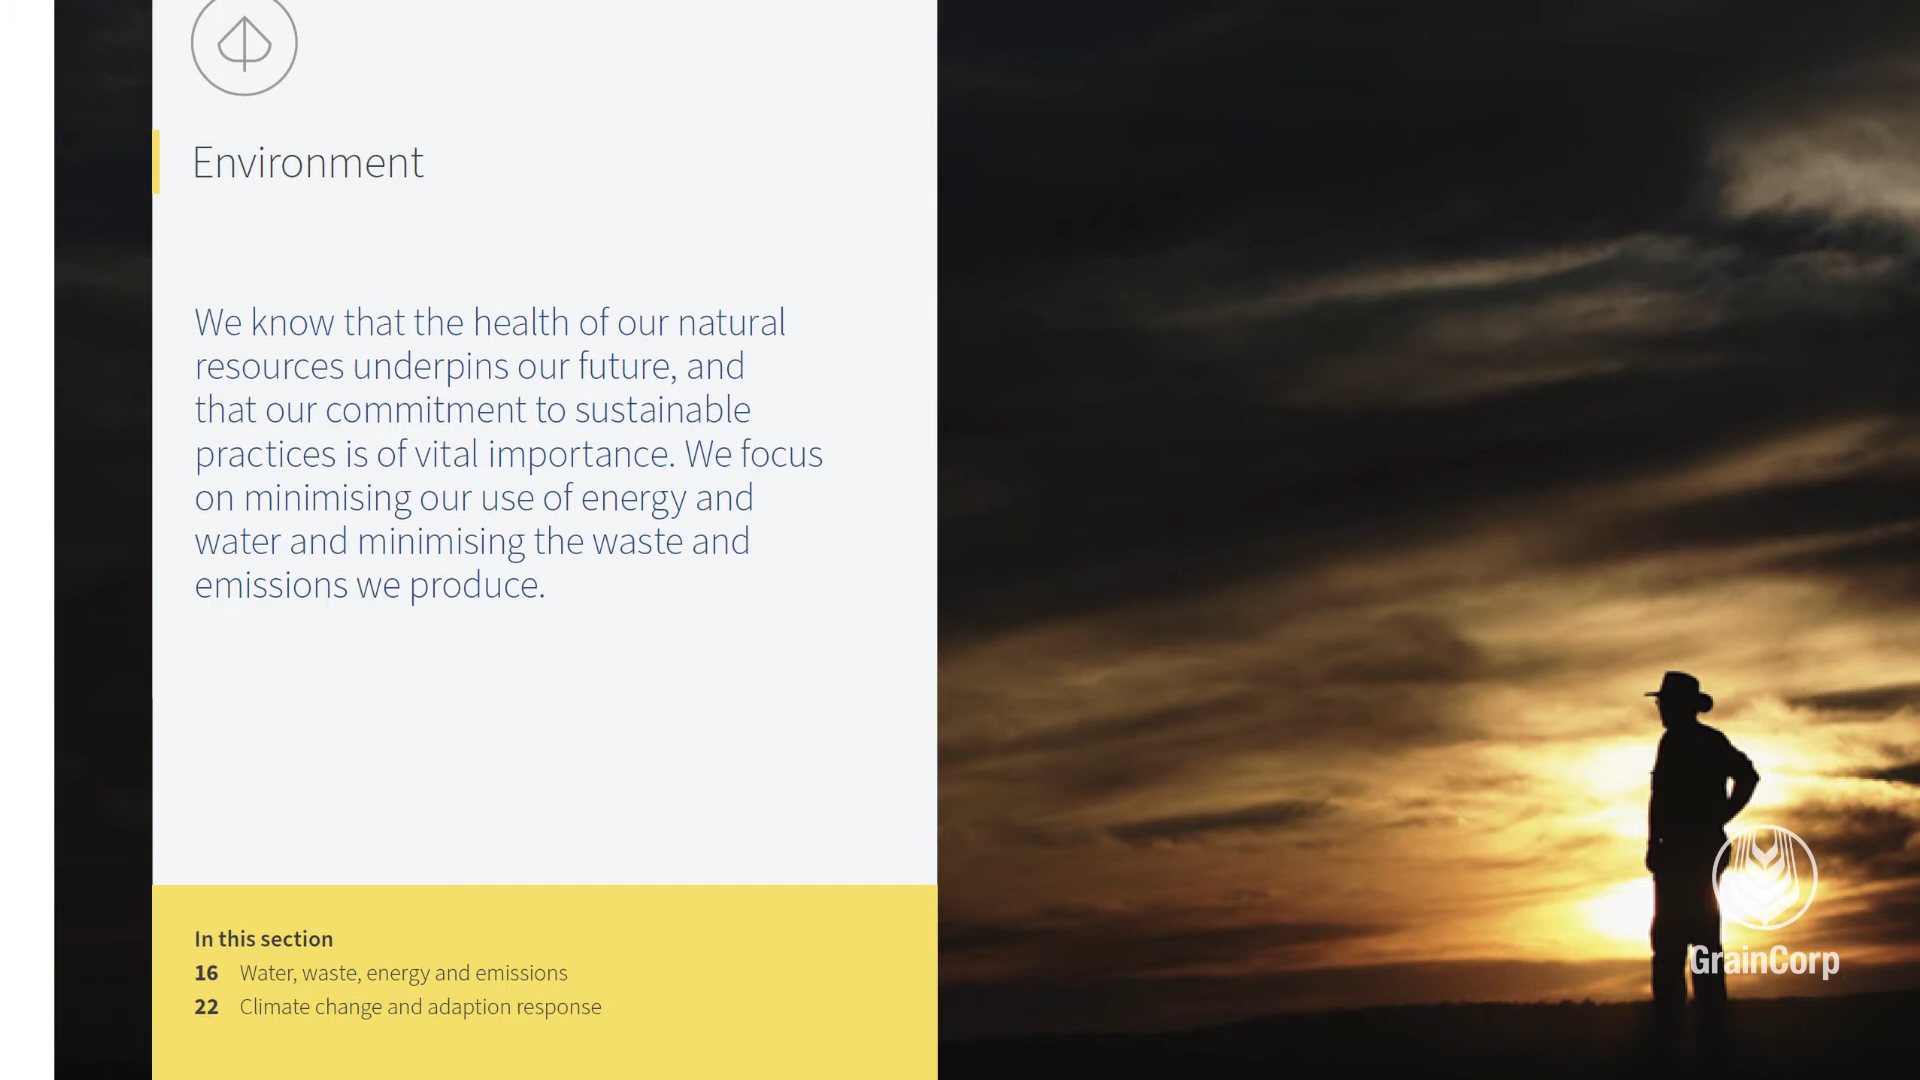 Environment
We know that the health of our natural
resources underpins our future, and
that our commitment to sustainable
practices is of vital importance. We focus
on minimising our use of energy and
water and minimising the waste and
emissions we produce.
In this section
16 Water, waste, energy and emissions
22 Climate change and adaption response
GrainCorp